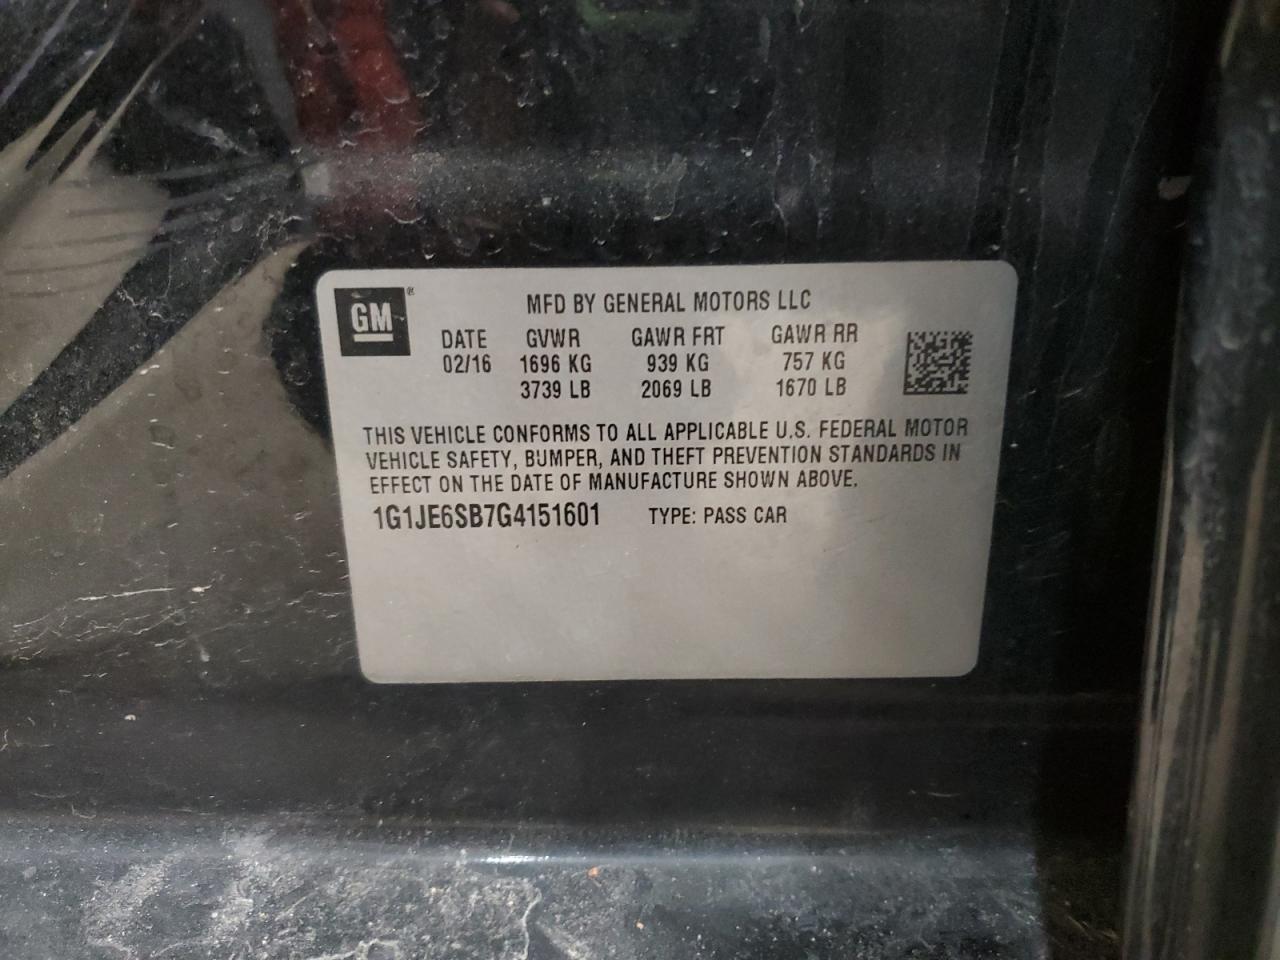 GM®
MFD BY GENERAL MOTORS LLC
DATE GVWR GAWR FRT GAWR RR
02/16 1696 KG 939 KG 757 KG
3739 LB 2069 LB 1670 LB
THIS VEHICLE CONFORMS TO ALL APPLICABLE U.S. FEDERAL MOTOR
VEHICLE SAFETY, BUMPER, AND THEFT PREVENTION STANDARDS IN
EFFECT ON THE DATE OF MANUFACTURE SHOWN ABOVE.
1G1JE6SB7G4151601 TYPE: PASS CAR